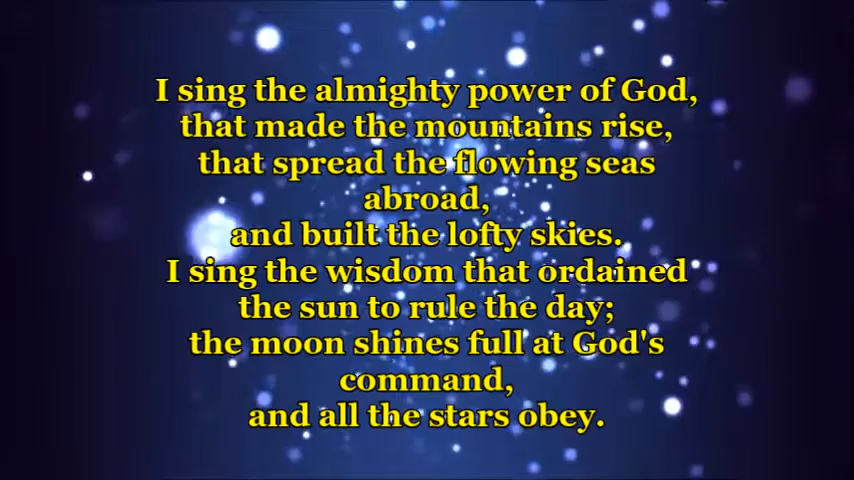 I sing the almighty power of God,
that made the mountains rise,
that spread the flowing seas
abroad,
and built the lofty skies.
I sing the wisdom that ordained
the sun to rule the day;
the moon shines full at God's
command,
and all the stars obey.